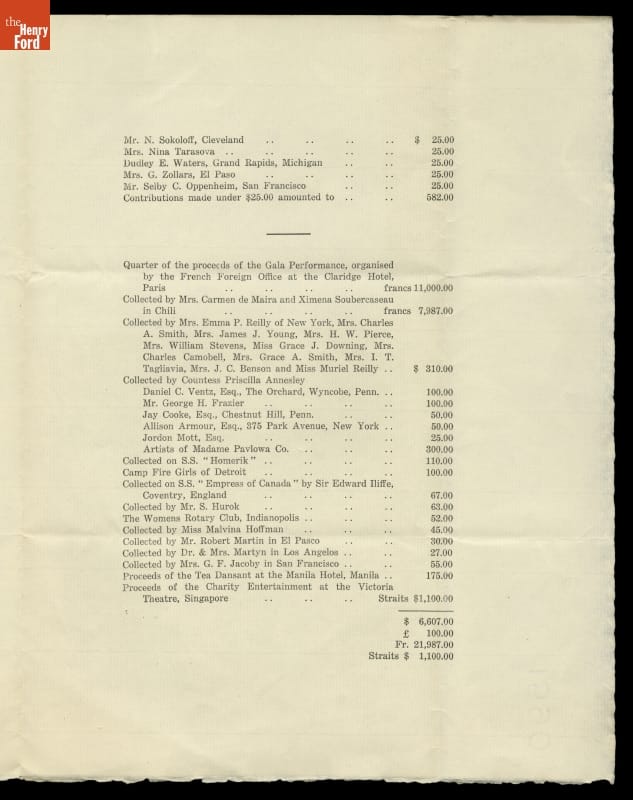 the
Henry
Ford
Mr. N. Sokoloff, Cleveland .. .. .. .. $ 25.00
Mrs. Nina Tarasova .. .. .. .. .. 25.00
Dudley E. Waters, Grand Rapids, Michigan .. .. 25.00
Mrs. G. Zollars, El Paso .. .. .. .. 25.00
Mr. Selby C. Oppenheim, San Francisco .. .. 25.00
Contributions made under $25.00 amounted to .. .. 582.00
Quarter of the proceeds of the Gala Performance, organised
by the French Foreign Office at the Claridge Hotel,
Paris .. .. .. .. francs 11,000.00
Collected by Mrs. Carmen de Maira and Ximena Soubercaseau
in Chili .. .. .. .. francs 7,987.00
Collected by Mrs. Emma P. Reilly of New York, Mrs. Charles
A. Smith, Mrs. James J. Young, Mrs. H. W. Pierce,
Mrs. William Stevens, Miss Grace J. Downing, Mrs.
Charles Camobell, Mrs. Grace A. Smith, Mrs. I. T.
Tagliavia, Mrs. J. C. Benson and Miss Muriel Reilly .. $ 310.00
Collected by Countess Priscilla Annesley
Daniel C. Ventz, Esq., The Orchard, Wyncobe, Penn. .. 100.00
Mr. George H. Frazier .. .. .. .. 100.00
Jay Cooke, Esq., Chestnut Hill, Penn. .. .. 50.00
Allison Armour, Esq., 375 Park Avenue, New York .. 50.00
Jordon Mott, Esq. .. .. .. .. 25.00
Artists of Madame Pavlowa Co. .. .. .. 300.00
Collected on S.S. " Homerik " .. .. .. .. 110.00
Camp Fire Girls of Detroit .. .. .. .. 100.00
Collected on S.S. " Empress of Canada " by Sir Edward Iliffe,
Coventry, England .. .. .. .. 67.00
Collected by Mr. S. Hurok .. .. .. .. 63.00
The Womens Rotary Club, Indianopolis .. .. .. 52.00
Collected by Miss Malvina Hoffman .. .. .. 45.00
Collected by Mr. Robert Martin in El Pasco .. .. 30.00
Collected by Dr. & Mrs. Martyn in Los Angelos .. .. 27.00
Collected by Mrs. G. F. Jacoby in San Francisco .. .. 55.00
Proceeds of the Tea Dansant at the Manila Hotel, Manila .. 175.00
Proceeds of the Charity Entertainment at the Victoria
Theatre, Singapore .. .. .. Straits $1,100.00
$ 6,607.00
£ 100.00
Fr. 21,987.00
Straits $ 1,100.00